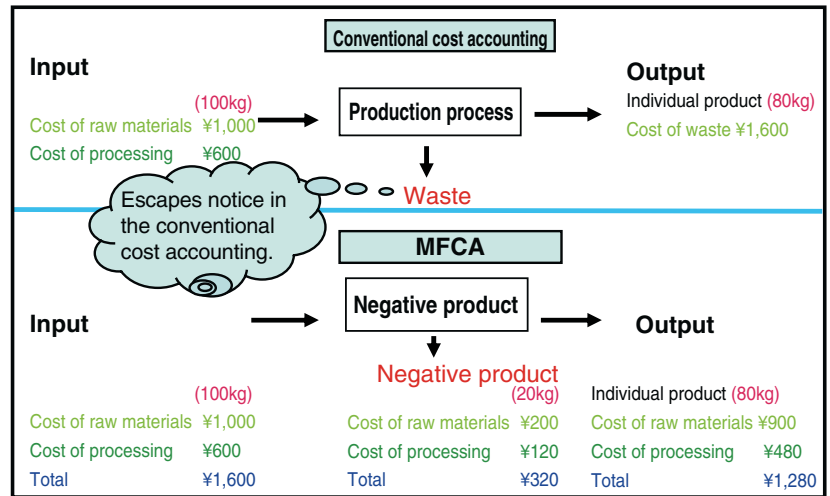 Conventional cost accounting
Input
(100kg)
Cost of raw materials ¥1,000
Cost of processing ¥600
Production process
Waste
Output
Individual product (80kg)
Cost of waste ¥1,600
Escapes notice in
the conventional
cost accounting.
MFCA
Input
Negative product
Output
Negative product
(100kg)
Cost of raw materials ¥1,000
Cost of processing ¥600
Total ¥1,600
(20kg)
Cost of raw materials ¥200
Cost of processing ¥120
Total ¥320
Individual product (80kg)
Cost of raw materials ¥900
Cost of processing ¥480
Total ¥1,280